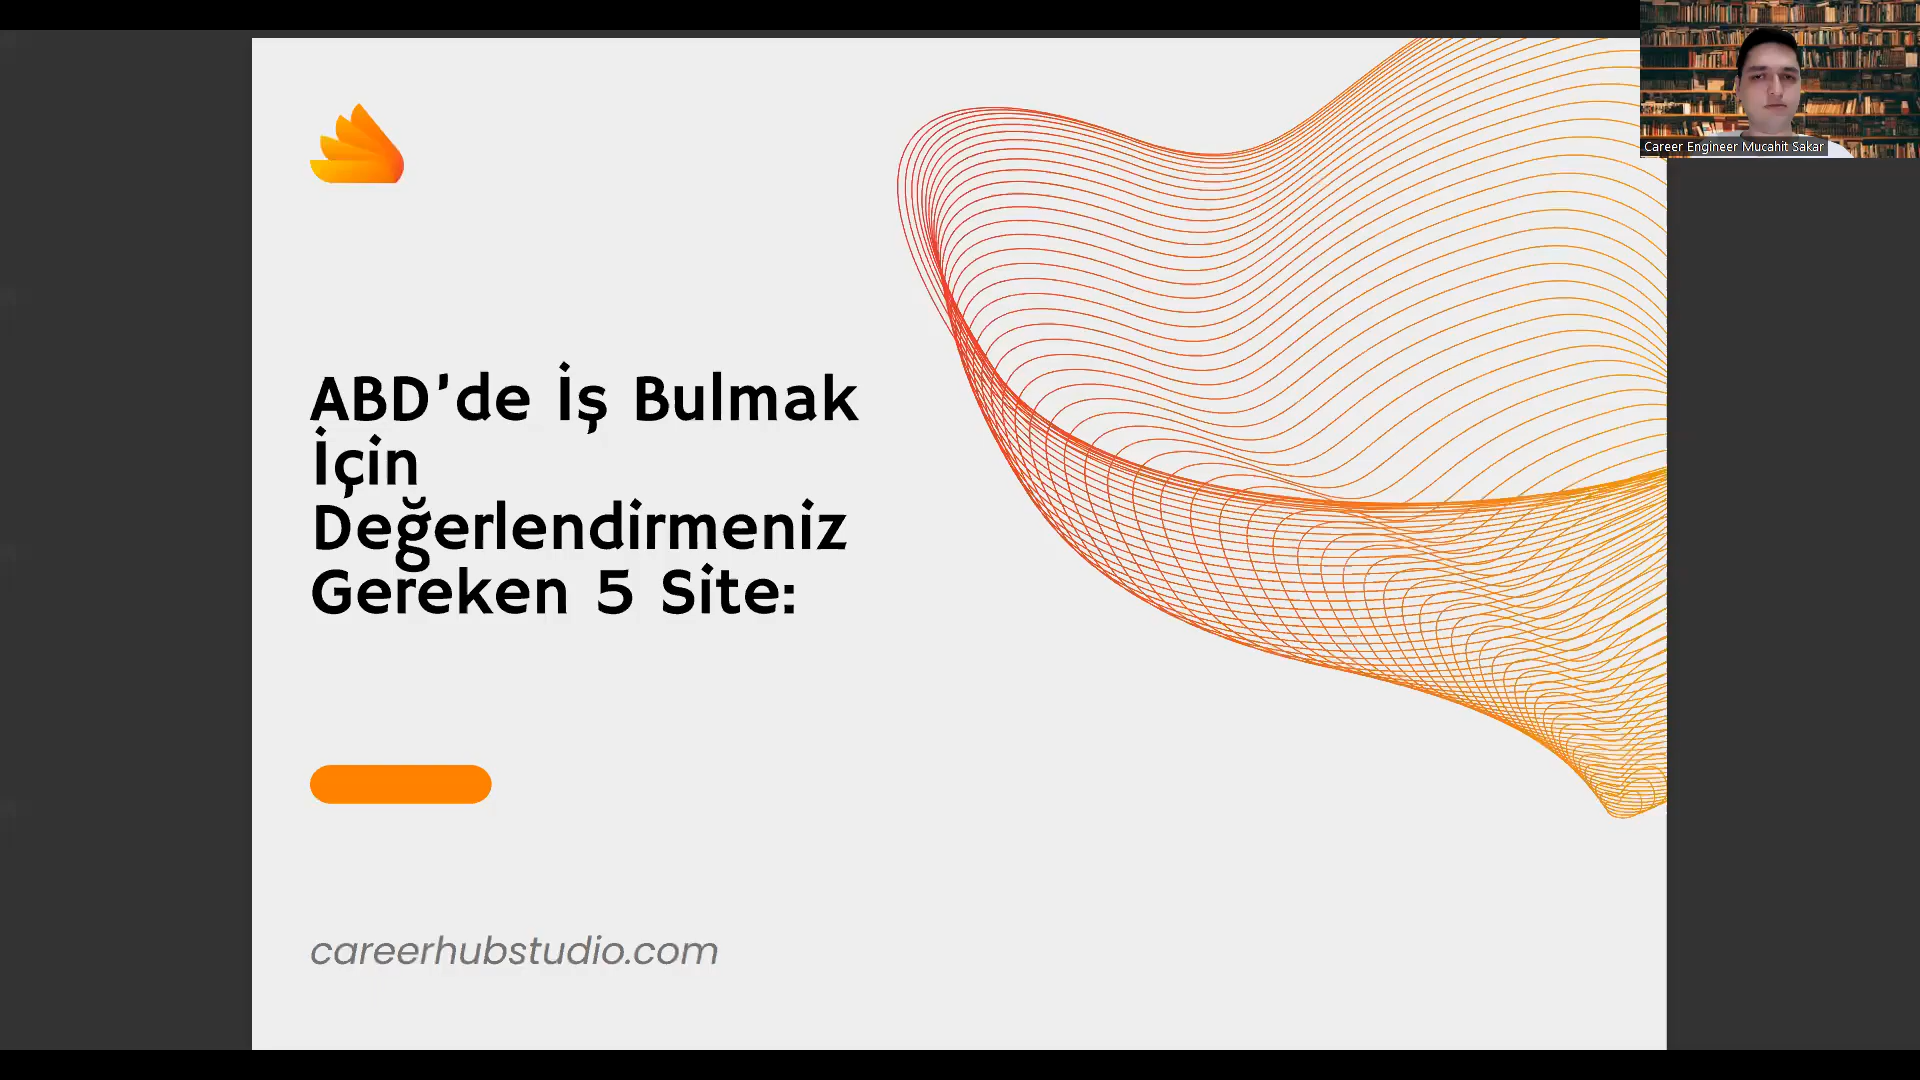 Career Engineer Mucahit Sakar
ABD'de İş Bulmak
İçin
Değerlendirmeniz
Gereken 5 Site:
careerhubstudio.com